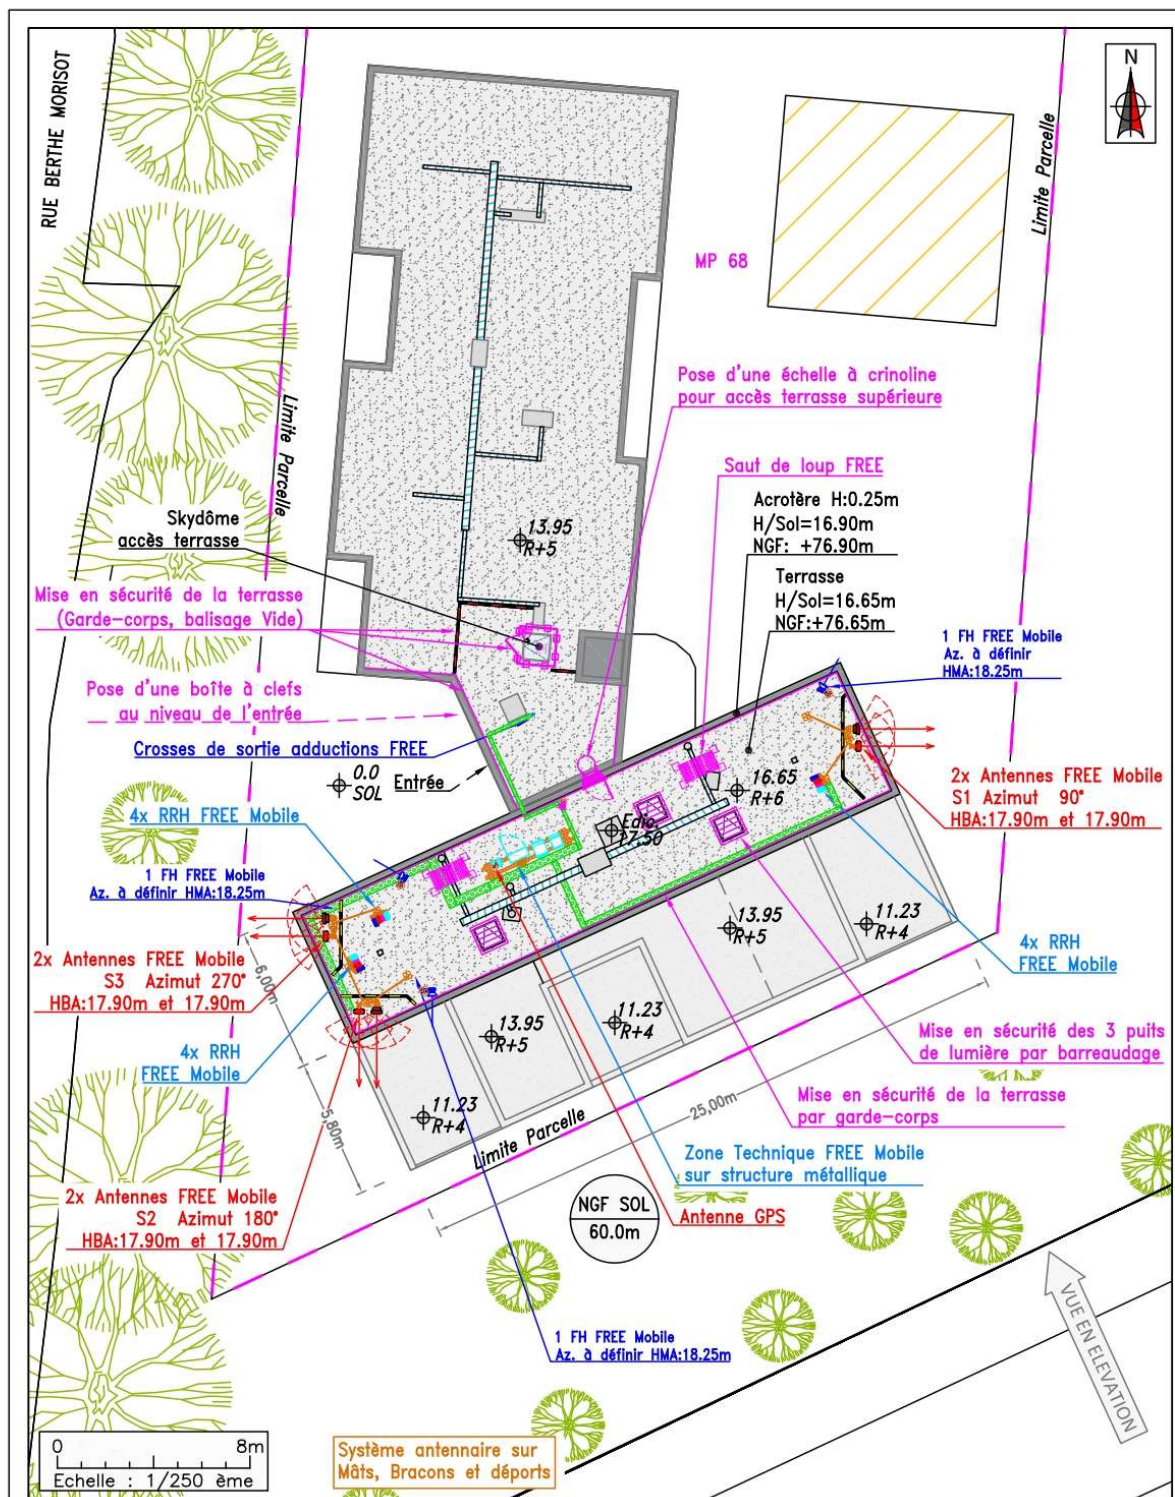 RUE BERTHE MORISOT
N
Limite Parcelle
MP 68
Pose d'une échelle à crinoline
pour accès terrasse supérieure
Limite Parcelle
Saut de loup FREE
Acrotère H:0.25m
H/Sol=16.90m
NGF: +76.90m
Skydôme
accès terrasse
13.95
R+5
Terrasse
H/Sol=16.65m
NGF:+76.65m
Mise en sécurité de la terrasse
(Garde-corps, balisage Vide)
1 FH FREE Mobile
Az. à définir
HMA:18.25m
Pose d'une boîte à clefs
au niveau de l'entrée
Crosses de sortie adductions FREE
0.0
SOL
Entrée
16.65
R+6
2x Antennes FREE Mobile
S1 Azimut 90°
HBA:17.90m et 17.90m
4x RRH FREE Mobile
Edic.
17.50
1 FH FREE Mobile
Az. à définir HMA:18.25m
13.95
R+5
11.23
R+4
4x RRH
FREE Mobile
2x Antennes FREE Mobile
S3 Azimut 270°
HBA:17.90m et 17.90m
6,00m
13.95
R+5
11.23
R+4
Mise en sécurité des 3 puits
de lumière par barreaudage
4x RRH
FREE Mobile
Mise en sécurité de la terrasse
par garde-corps
11.23
R+4
5,80m
25,00m
Limite Parcelle
Zone Technique FREE Mobile
sur structure métallique
2x Antennes FREE Mobile
S2 Azimut 180°
HBA:17.90m et 17.90m
NGF SOL
60.0m
Antenne GPS
1 FH FREE Mobile
Az. à définir HMA:18.25m
VUE EN ELEVATION
0 8m
Echelle : 1/250 ème
Système antennaire sur
Mâts, Bracons et déports